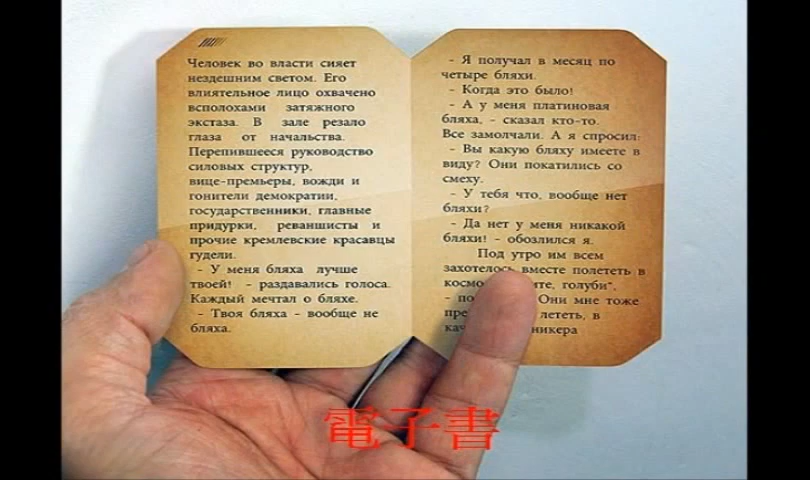 Человек во власти сияет
нездешним светом. Его
влиятельное лицо охвачено
всполохами затяжного
экстаза. В зале резало
глаза от начальства.
Перепившееся руководство
силовых структур,
вице-премьеры, вожди и
гонители демократии,
государственники, главные
придурки, реваншисты и
прочие кремлевские красавцы
гудели.
- У меня бляха лучше
твоей! - раздавались голоса.
Каждый мечтал о бляхе.
- Твоя бляха - вообще не
бляха.
- Я получал в месяц по
четыре бляхи.
- Когда это было!
- А у меня платиновая
бляха, - сказал кто-то.
Все замолчали. А я спросил:
- Вы какую бляху имеете в
виду? Они покатились со
смеху.
- У тебя что, вообще нет
бляхи?
- Да нет у меня никакой
бляхи! - обозлился я.
Под утро им всем
захотелось вместе полететь в
голуби",
Они мне тоже
лететь, в
電子書